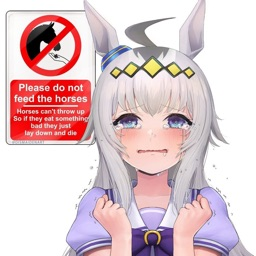 Please do not
feed the horses
Horses can't throw up
So if they eat something
bad they just
lay down and die